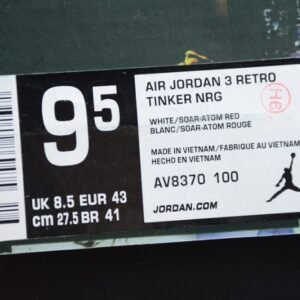 9.5
UK 8.5 EUR 43
cm 27.5 BR 41
AIR JORDAN 3 RETRO
TINKER NRG
WHITE/SOAR-ATOM RED
BLANC/SOAR-ATOM ROUGE
MADE IN VIETNAM/FABRIQUE AU VIETNAM
HECHO EN VIETNAM
AV8370 100
JORDAN.COM
H6